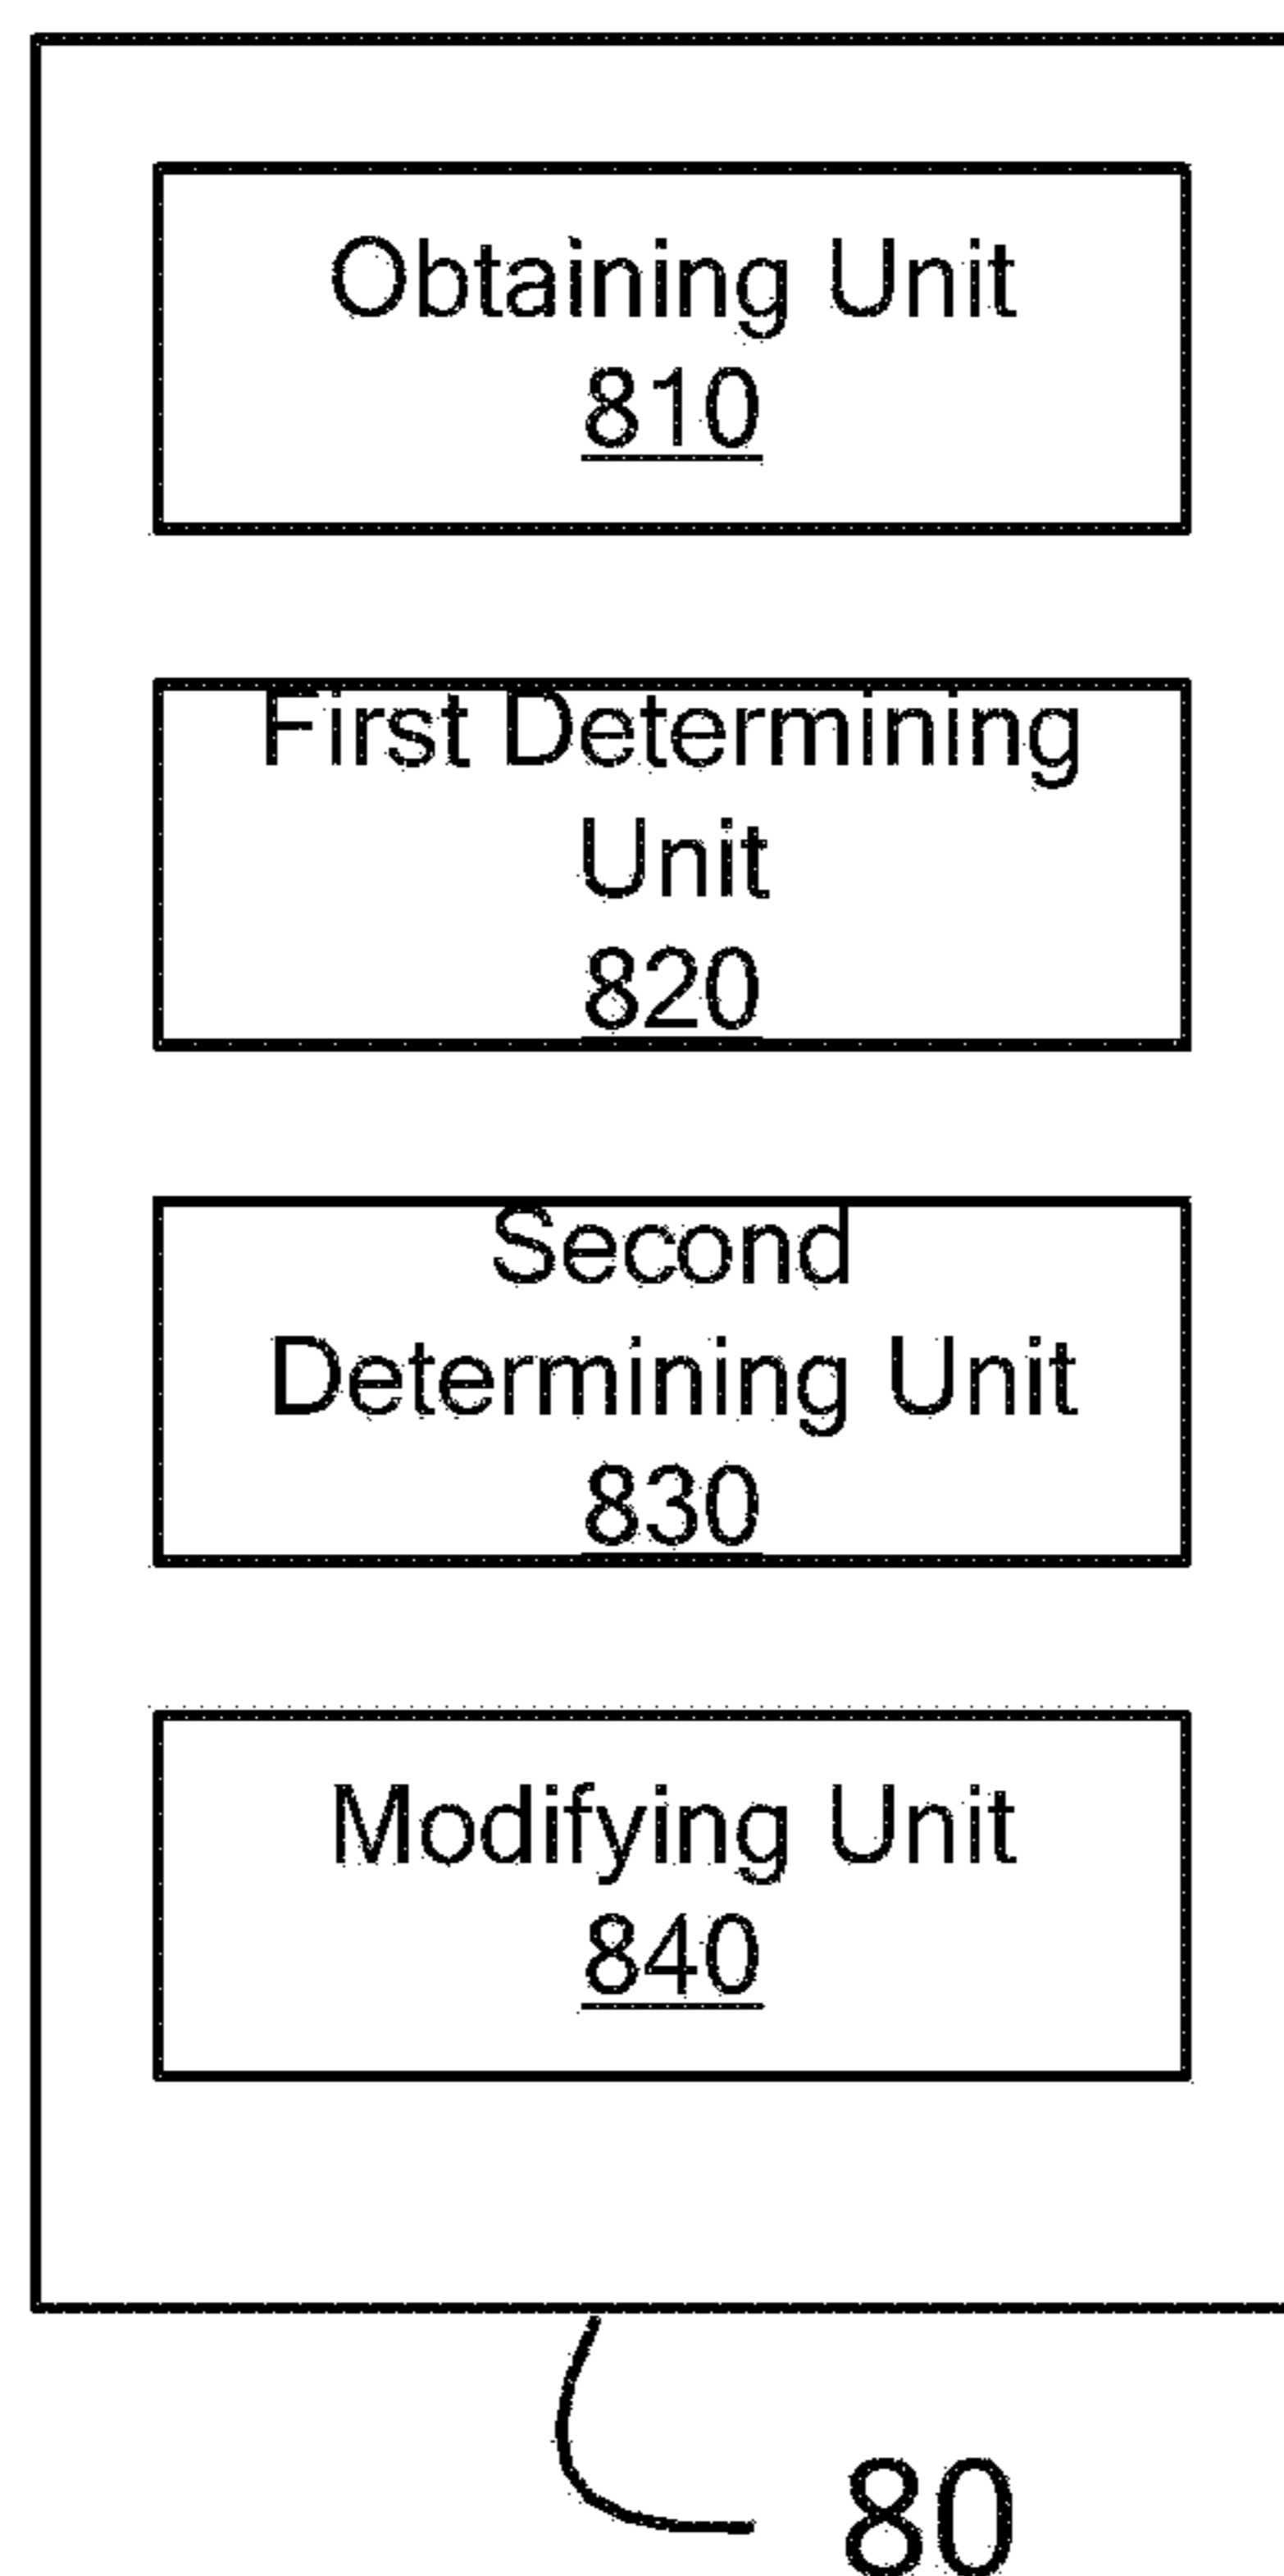 Obtaining Unit
810
First Determining
Unit
820
Second
Determining Unit
830
Modifying Unit
840
80